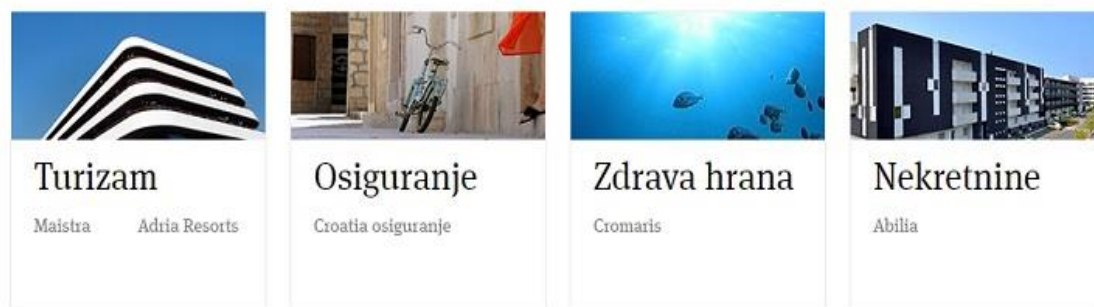 Turizam
Maistra Adria Resorts
Osiguranje
Croatia osiguranje
Zdrava hrana
Cromaris
Nekretnine
Abilia